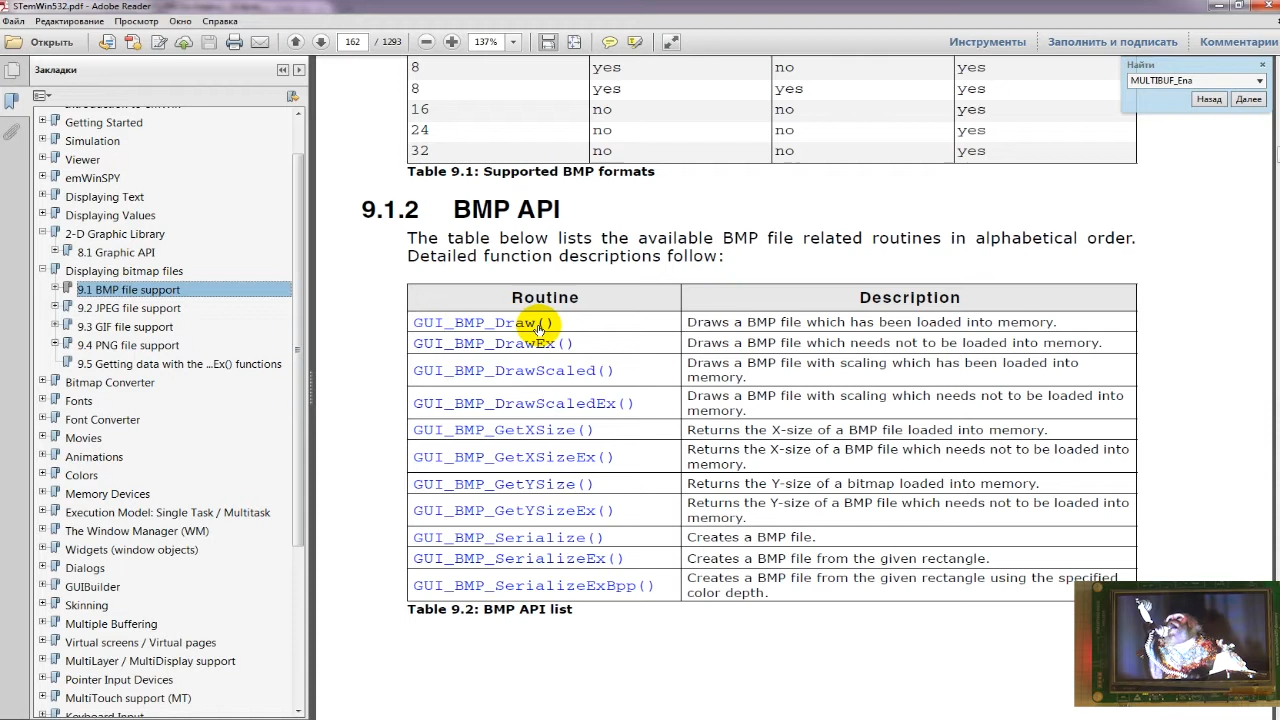 STemWin532.pdf - Adobe Reader
Файл Редактирование Просмотр Окно Справка
Открыть 162 / 1293 137% Инструменты Заполнить и подписать Комментарии
Закладки
Getting Started
Simulation
Viewer
emWinSPY
Displaying Text
Displaying Values
2-D Graphic Library
8.1 Graphic API
Displaying bitmap files
9.1 BMP file support
9.2 JPEG file support
9.3 GIF file support
9.4 PNG file support
9.5 Getting data with the ...Ex() functions
Bitmap Converter
Fonts
Font Converter
Movies
Animations
Colors
Memory Devices
Execution Model: Single Task / Multitask
The Window Manager (WM)
Widgets (window objects)
Dialogs
GUIBuilder
Skinning
Multiple Buffering
Virtual screens / Virtual pages
MultiLayer / MultiDisplay support
Pointer Input Devices
MultiTouch support (MT)
Keyboard Input
Найти
MULTIBUF_Ena
Назад Далее
8 yes no yes
8 yes yes yes
16 no no yes
24 no no yes
32 no no yes
Table 9.1: Supported BMP formats
9.1.2 BMP API
The table below lists the available BMP file related routines in alphabetical order.
Detailed function descriptions follow:
Routine Description
GUI_BMP_Draw() Draws a BMP file which has been loaded into memory.
GUI_BMP_DrawEx() Draws a BMP file which needs not to be loaded into memory.
GUI_BMP_DrawScaled() Draws a BMP file with scaling which has been loaded into
memory.
GUI_BMP_DrawScaledEx() Draws a BMP file with scaling which needs not to be loaded into
memory.
GUI_BMP_GetXSize() Returns the X-size of a BMP file loaded into memory.
GUI_BMP_GetXSizeEx() Returns the X-size of a BMP file which needs not to be loaded into
memory.
GUI_BMP_GetYSize() Returns the Y-size of a bitmap loaded into memory.
GUI_BMP_GetYSizeEx() Returns the Y-size of a BMP file which needs not to be loaded into
memory.
GUI_BMP_Serialize() Creates a BMP file.
GUI_BMP_SerializeEx() Creates a BMP file from the given rectangle.
GUI_BMP_SerializeExBpp() Creates a BMP file from the given rectangle using the specified
color depth.
Table 9.2: BMP API list